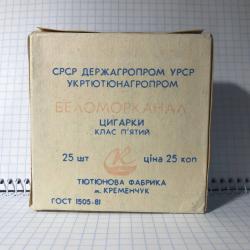 СРСР ДЕРЖАГРОПРОМ УРСР
УКРТЮТЮНАГРОПРОМ
БЕЛОМОРКАНАЛ
ЦИГАРКИ
КЛАС П'ЯТИЙ
25 шт
ціна 25 коп
ТЮТЮНОВА ФАБРИКА
м. КРЕМЕНЧУК
ГОСТ 1505-81